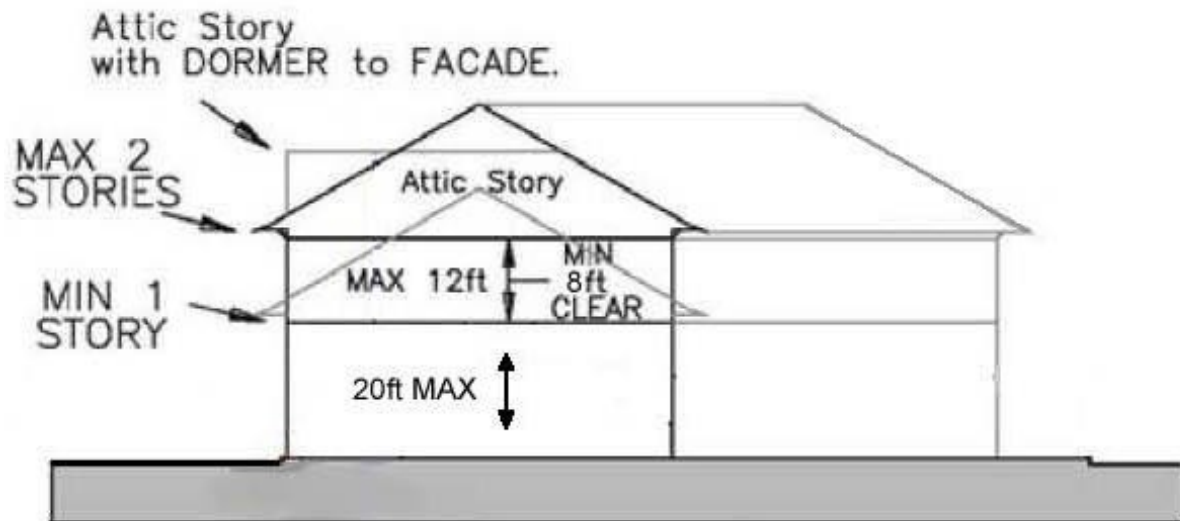 Attic Story
with DORMER to FACADE.
MAX 2
STORIES
Attic Story
MIN 1
STORY
MAX 12ft
MIN
8ft
CLEAR
20ft MAX